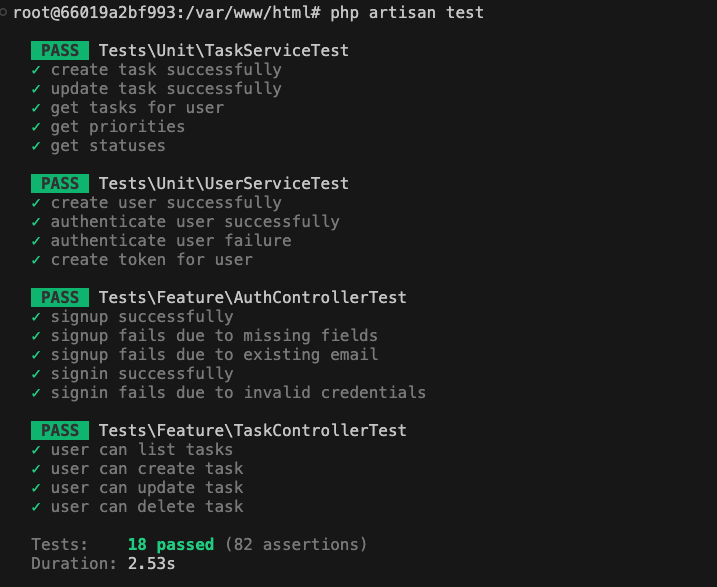 root@66019a2bf993:/var/www/html# php artisan test
PASS Tests\Unit\TaskServiceTest
✓ create task successfully
✓ update task successfully
✓ get tasks for user
✓ get priorities
✓ get statuses
PASS Tests\Unit\UserServiceTest
✓ create user successfully
✓ authenticate user successfully
✓ authenticate user failure
✓ create token for user
PASS Tests\Feature\AuthControllerTest
✓ signup successfully
✓ signup fails due to missing fields
✓ signup fails due to existing email
✓ signin successfully
✓ signin fails due to invalid credentials
PASS Tests\Feature\TaskControllerTest
✓ user can list tasks
✓ user can create task
✓ user can update task
✓ user can delete task
Tests: 18 passed (82 assertions)
Duration: 2.53s